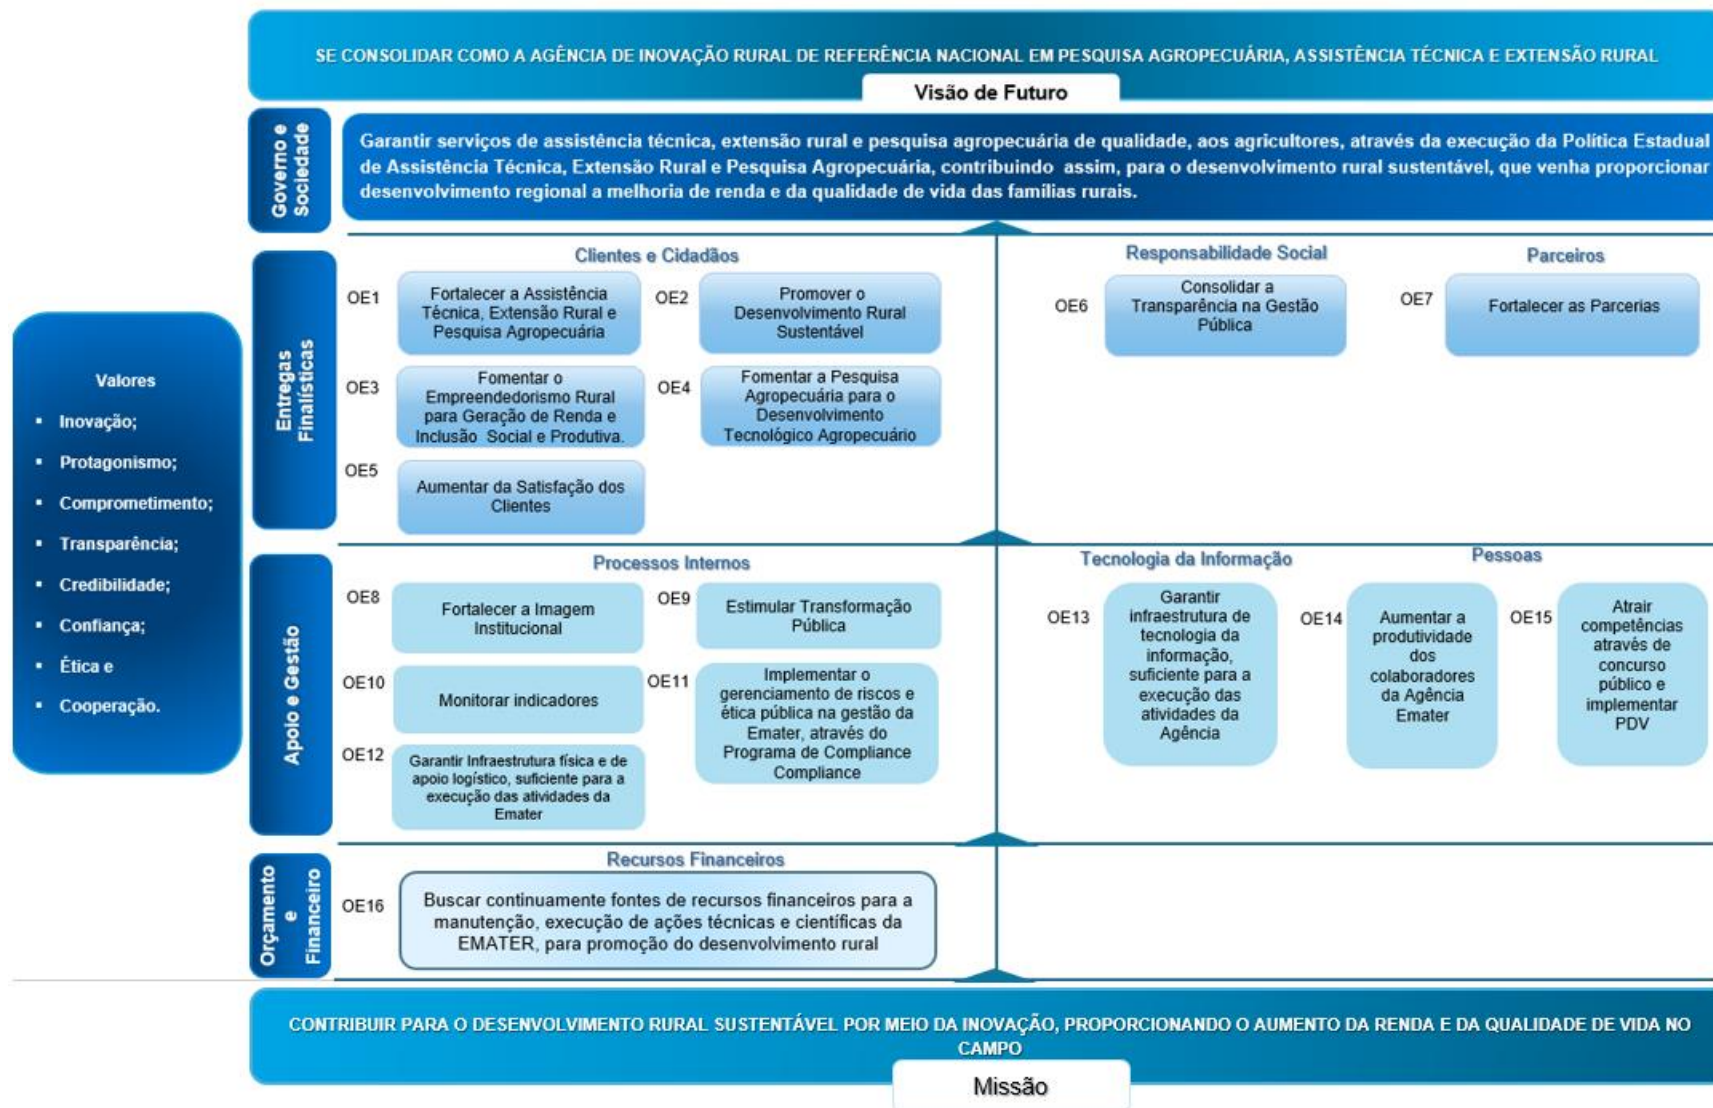 SE CONSOLIDAR COMO A AGÊNCIA DE INOVAÇÃO RURAL DE REFERÊNCIA NACIONAL EM PESQUISA AGROPECUÁRIA, ASSISTÊNCIA TÉCNICA E EXTENSÃO RURAL
Visão de Futuro
Governo e
Sociedade
Garantir serviços de assistência técnica, extensão rural e pesquisa agropecuária de qualidade, aos agricultores, através da execução da Política Estadual
de Assistência Técnica, Extensão Rural e Pesquisa Agropecuária, contribuindo assim, para o desenvolvimento rural sustentável, que venha proporcionar
desenvolvimento regional a melhoria de renda e da qualidade de vida das famílias rurais.
Valores
▪ Inovação;
▪ Protagonismo;
▪ Comprometimento;
▪ Transparência;
▪ Credibilidade;
▪ Confiança;
▪ Ética e
▪ Cooperação.
Entregas
Finalísticas
Clientes e Cidadãos
OE1
Fortalecer a Assistência
Técnica, Extensão Rural e
Pesquisa Agropecuária
OE2
Promover o
Desenvolvimento Rural
Sustentável
OE3
Fomentar o
Empreendedorismo Rural
para Geração de Renda e
Inclusão Social e Produtiva.
OE4
Fomentar a Pesquisa
Agropecuária para o
Desenvolvimento
Tecnológico Agropecuário
OE5
Aumentar da Satisfação dos
Clientes
Responsabilidade Social
OE6
Consolidar a
Transparência na Gestão
Pública
Parceiros
OE7
Fortalecer as Parcerias
Apoio e Gestão
Processos Internos
OE8
Fortalecer a Imagem
Institucional
OE9
Estimular Transformação
Pública
OE10
Monitorar indicadores
OE11
Implementar o
gerenciamento de riscos e
ética pública na gestão da
Emater, através do
Programa de Compliance
Compliance
OE12
Garantir Infraestrutura física e de
apoio logístico, suficiente para a
execução das atividades da
Emater
Tecnologia da Informação
OE13
Garantir
infraestrutura de
tecnologia da
informação,
suficiente para a
execução das
atividades da
Agência
Pessoas
OE14
Aumentar a
produtividade
dos
colaboradores
da Agência
Emater
OE15
Atrair
competências
através de
concurso
público e
implementar
PDV
Orçamento
e
Financeiro
Recursos Financeiros
OE16
Buscar continuamente fontes de recursos financeiros para a
manutenção, execução de ações técnicas e científicas da
EMATER, para promoção do desenvolvimento rural
CONTRIBUIR PARA O DESENVOLVIMENTO RURAL SUSTENTÁVEL POR MEIO DA INOVAÇÃO, PROPORCIONANDO O AUMENTO DA RENDA E DA QUALIDADE DE VIDA NO
CAMPO
Missão